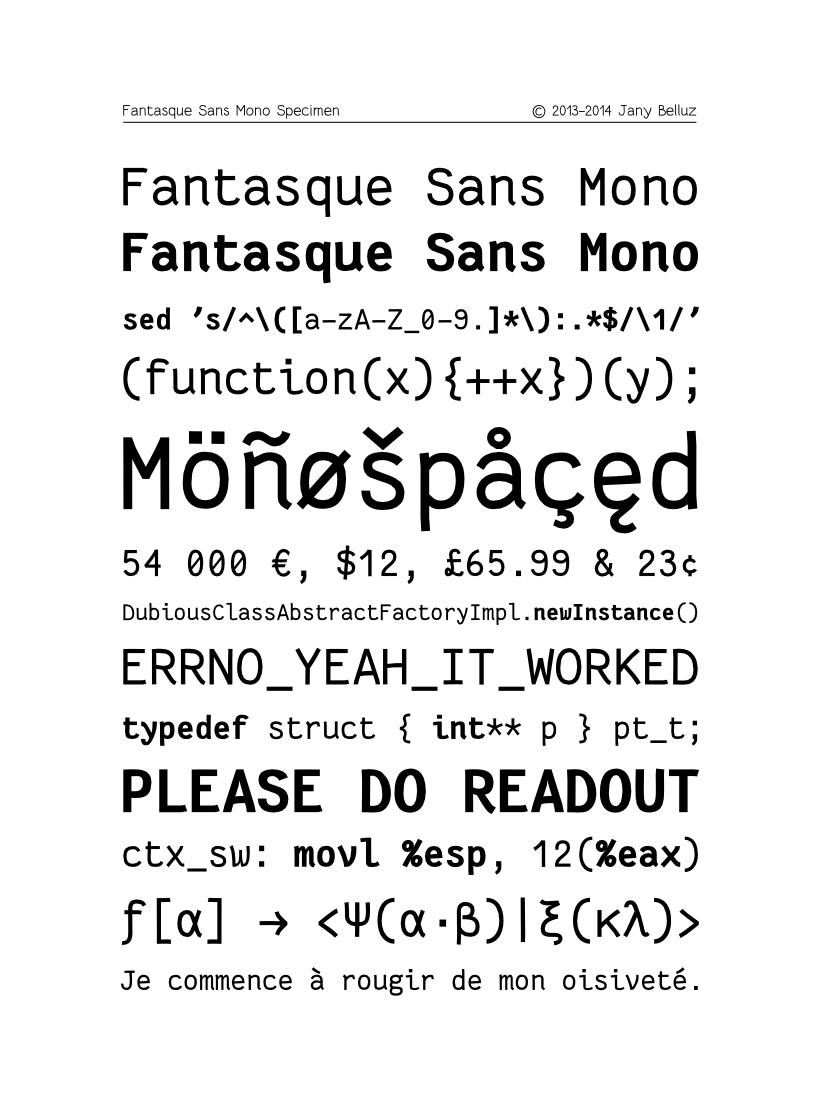 Fantasque Sans Mono Specimen © 2013–2014 Jany Belluz
Fantasque Sans Mono
Fantasque Sans Mono
sed 's/^\([a-zA-Z_0-9.]*\):.*$/\1/'
(function(x){++x})(y);
Möñøšpåçęd
54 000 €, $12, £65.99 & 23¢
DubiousClassAbstractFactoryImpl.newInstance()
ERRNO_YEAH_IT_WORKED
typedef struct { int** p } pt_t;
PLEASE DO READOUT
ctx_sw: movl %esp, 12(%eax)
ƒ[α] → <Ψ(α·β)|ξ(κλ)>
Je commence à rougir de mon oisiveté.